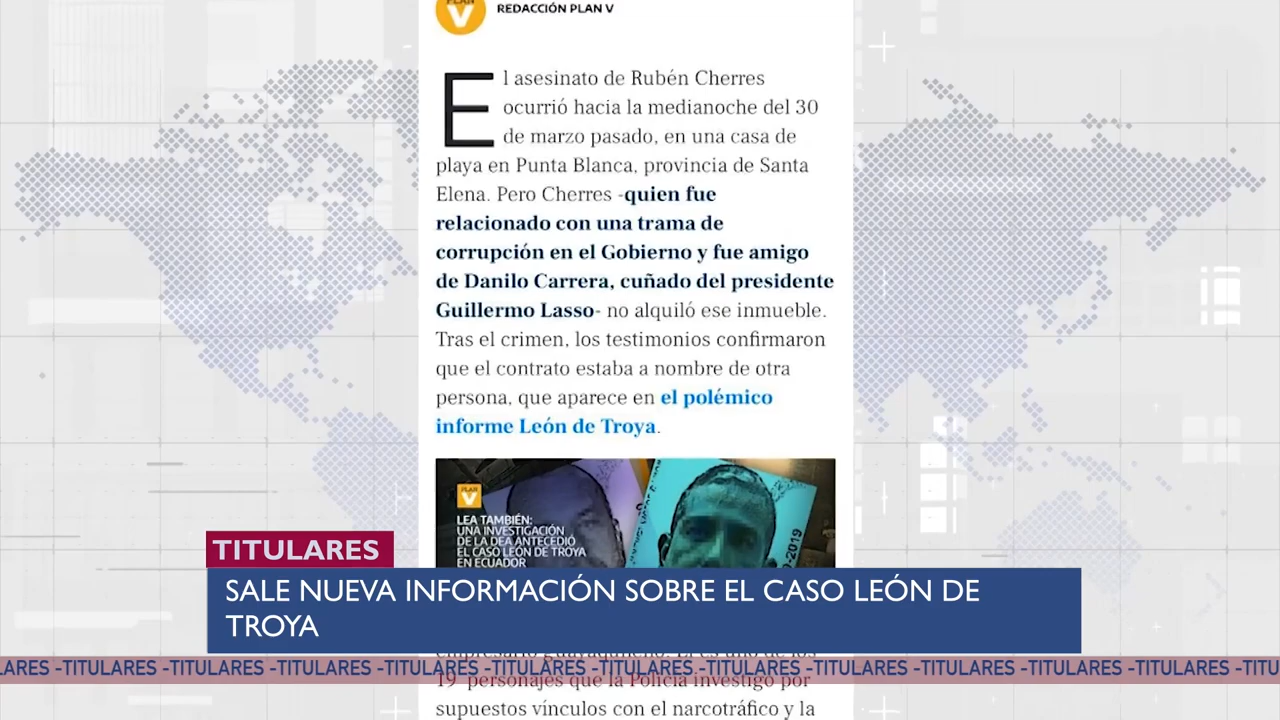 PLAN
V
REDACCIÓN PLAN V
El asesinato de Rubén Cherres
ocurrió hacia la medianoche del 30
de marzo pasado, en una casa de
playa en Punta Blanca, provincia de Santa
Elena. Pero Cherres -quien fue
relacionado con una trama de
corrupción en el Gobierno y fue amigo
de Danilo Carrera, cuñado del presidente
Guillermo Lasso- no alquiló ese inmueble.
Tras el crimen, los testimonios confirmaron
que el contrato estaba a nombre de otra
persona, que aparece en el polémico
informe León de Troya.
PLAN
V
LEA TAMBIÉN:
UNA INVESTIGACIÓN
DE LA DEA ANTECEDIÓ
EL CASO LEÓN DE TROYA
EN ECUADOR
-2019
TITULARES
SALE NUEVA INFORMACIÓN SOBRE EL CASO LEÓN DE
TROYA
LARES -TITULARES -TITULARES -TITULARES -TITULARES -TITULARES -TITULARES -TITULARES -TITULARES -TITULARES -TITULARES -TITULARES -TITU
19 personajes que la Policía investigó por
supuestos vínculos con el narcotráfico y la